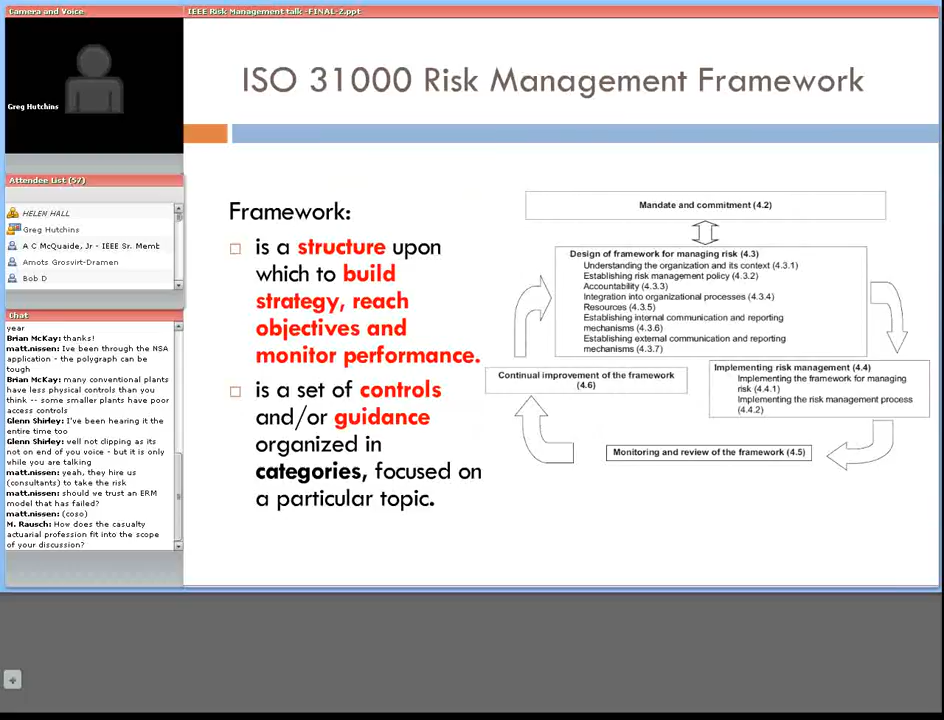 Camera and Voice
IEEE Risk Management talk -FINAL-2.ppt
Greg Hutchins
Attendee List (57)
HELEN HALL
Greg Hutchins
A C McQuaide, Jr - IEEE Sr. Memb
Arnots Grosvirt-Dramen
Bob D
Chat
year
Brian McKay: thanks!
matt.nissen: Ive been through the NSA
application - the polygraph can be
tough
Brian McKay: many conventional plants
have less physical controls than you
think -- some smaller plants have poor
access controls
Glenn Shirley: I've been hearing it the
entire time too
Glenn Shirley: vell not clipping as its
not on end of you voice - but it is only
while you are talking
matt.nissen: yeah, they hire us
(consultants) to take the risk
matt.nissen: should we trust an ERM
model that has failed?
matt.nissen: (coso)
M. Rausch: How does the casualty
actuarial profession fit into the scope
of your discussion?
ISO 31000 Risk Management Framework
Framework:
is a structure upon
which to build
strategy, reach
objectives and
monitor performance.
is a set of controls
and/or guidance
organized in
categories, focused on
a particular topic.
Mandate and commitment (4.2)
Design of framework for managing risk (4.3)
Understanding the organization and its context (4.3.1)
Establishing risk management policy (4.3.2)
Accountability (4.3.3)
Integration into organizational processes (4.3.4)
Resources (4.3.5)
Establishing internal communication and reporting
mechanisms (4.3.6)
Establishing external communication and reporting
mechanisms (4.3.7)
Continual improvement of the framework
(4.6)
Implementing risk management (4.4)
Implementing the framework for managing
risk (4.4.1)
Implementing the risk management process
(4.4.2)
Monitoring and review of the framework (4.5)